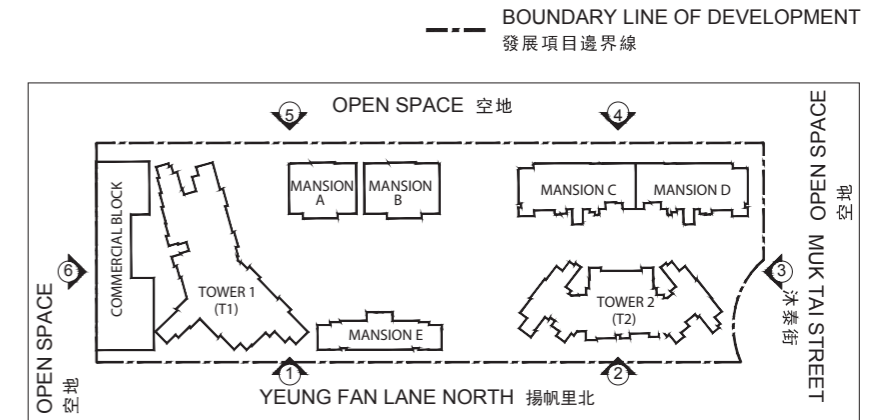 BOUNDARY LINE OF DEVELOPMENT
發展項目邊界線
5
OPEN SPACE 空地
4
OPEN SPACE
空地
MANSION
A
MANSION
B
MANSION C
MANSION D
COMMERCIAL BLOCK
6
3
TOWER 1
(T1)
TOWER 2
(T2)
MANSION E
MUK TAI STREET
沐泰街
OPEN SPACE
空地
1
2
YEUNG FAN LANE NORTH 揚帆里北